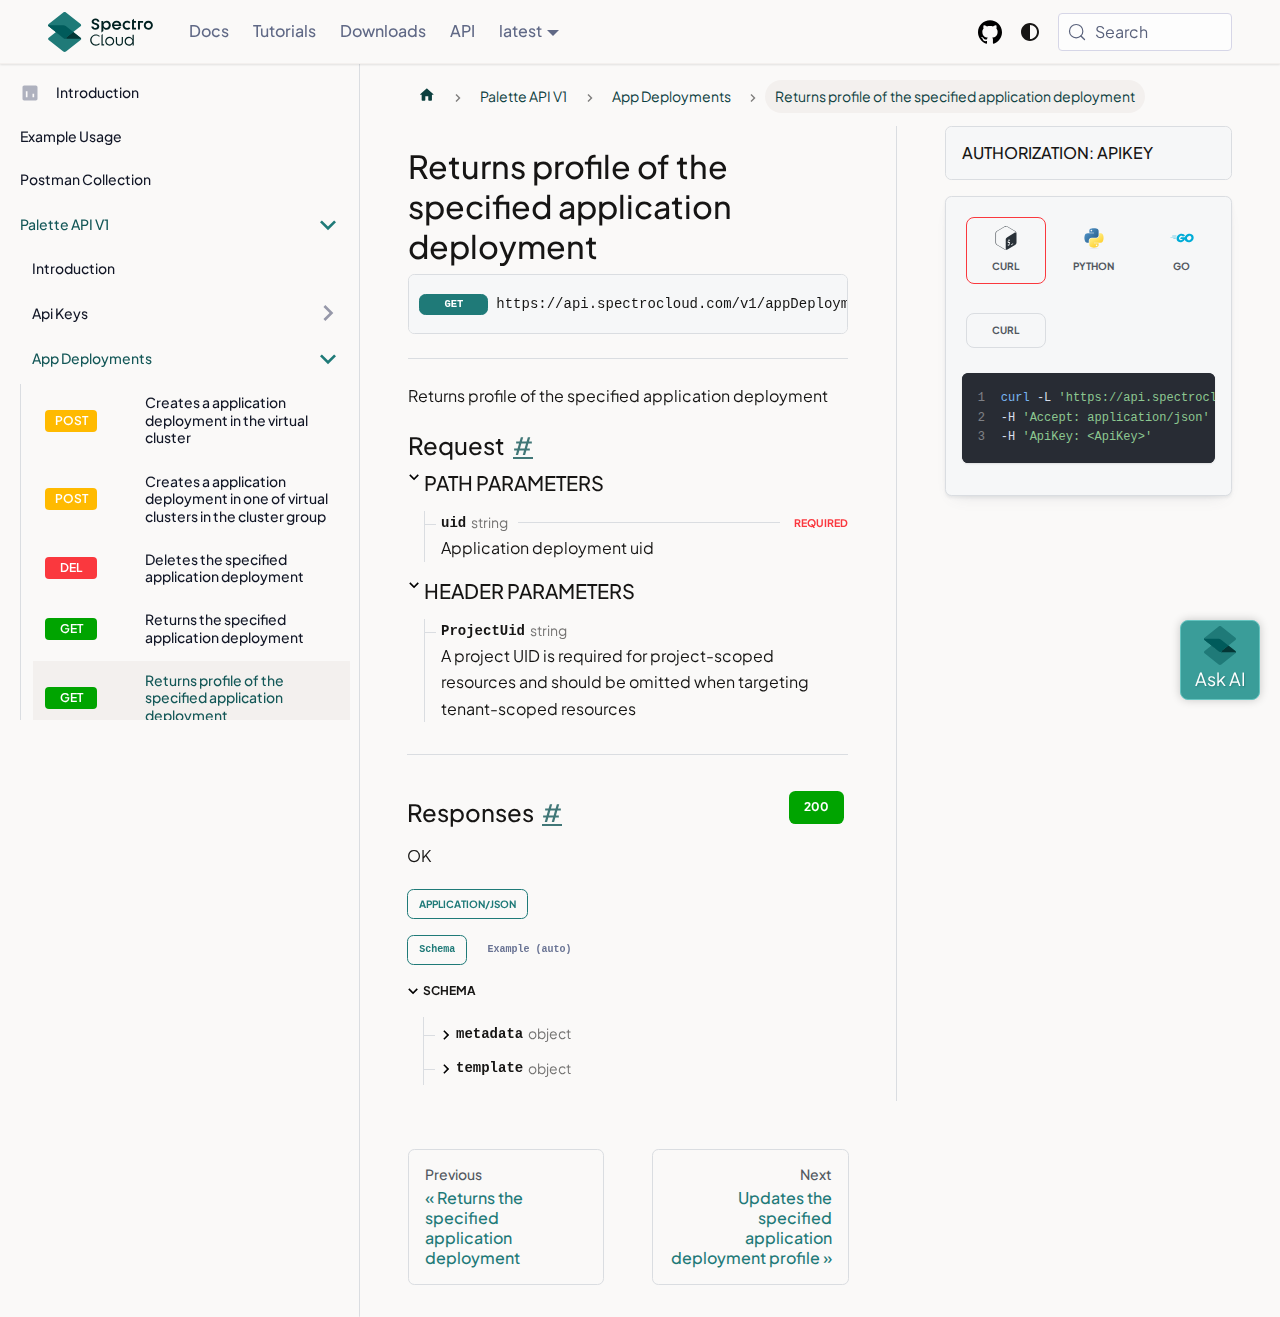 Spectro Cloud
Docs
Tutorials
Downloads
API
latest
Search
Introduction
Example Usage
Postman Collection
Palette API V1
Introduction
Api Keys
App Deployments
POST
Creates a application
deployment in the virtual
cluster
POST
Creates a application
deployment in one of virtual
clusters in the cluster group
DEL
Deletes the specified
application deployment
GET
Returns the specified
application deployment
GET
Returns profile of the
specified application
deployment
Palette API V1
App Deployments
Returns profile of the specified application deployment
Returns profile of the
specified application
deployment
GET https://api.spectrocloud.com/v1/appDeploym
Returns profile of the specified application deployment
Request #
PATH PARAMETERS
uid string REQUIRED
Application deployment uid
HEADER PARAMETERS
ProjectUid string
A project UID is required for project-scoped
resources and should be omitted when targeting
tenant-scoped resources
Responses #
200
OK
APPLICATION/JSON
Schema
Example (auto)
SCHEMA
metadata object
template object
Previous
« Returns the
specified
application
deployment
Next
Updates the
specified
application
deployment profile »
AUTHORIZATION: APIKEY
CURL
PYTHON
GO
CURL
1 curl -L 'https://api.spectrocl
2 -H 'Accept: application/json'
3 -H 'ApiKey: <ApiKey>'
Ask AI